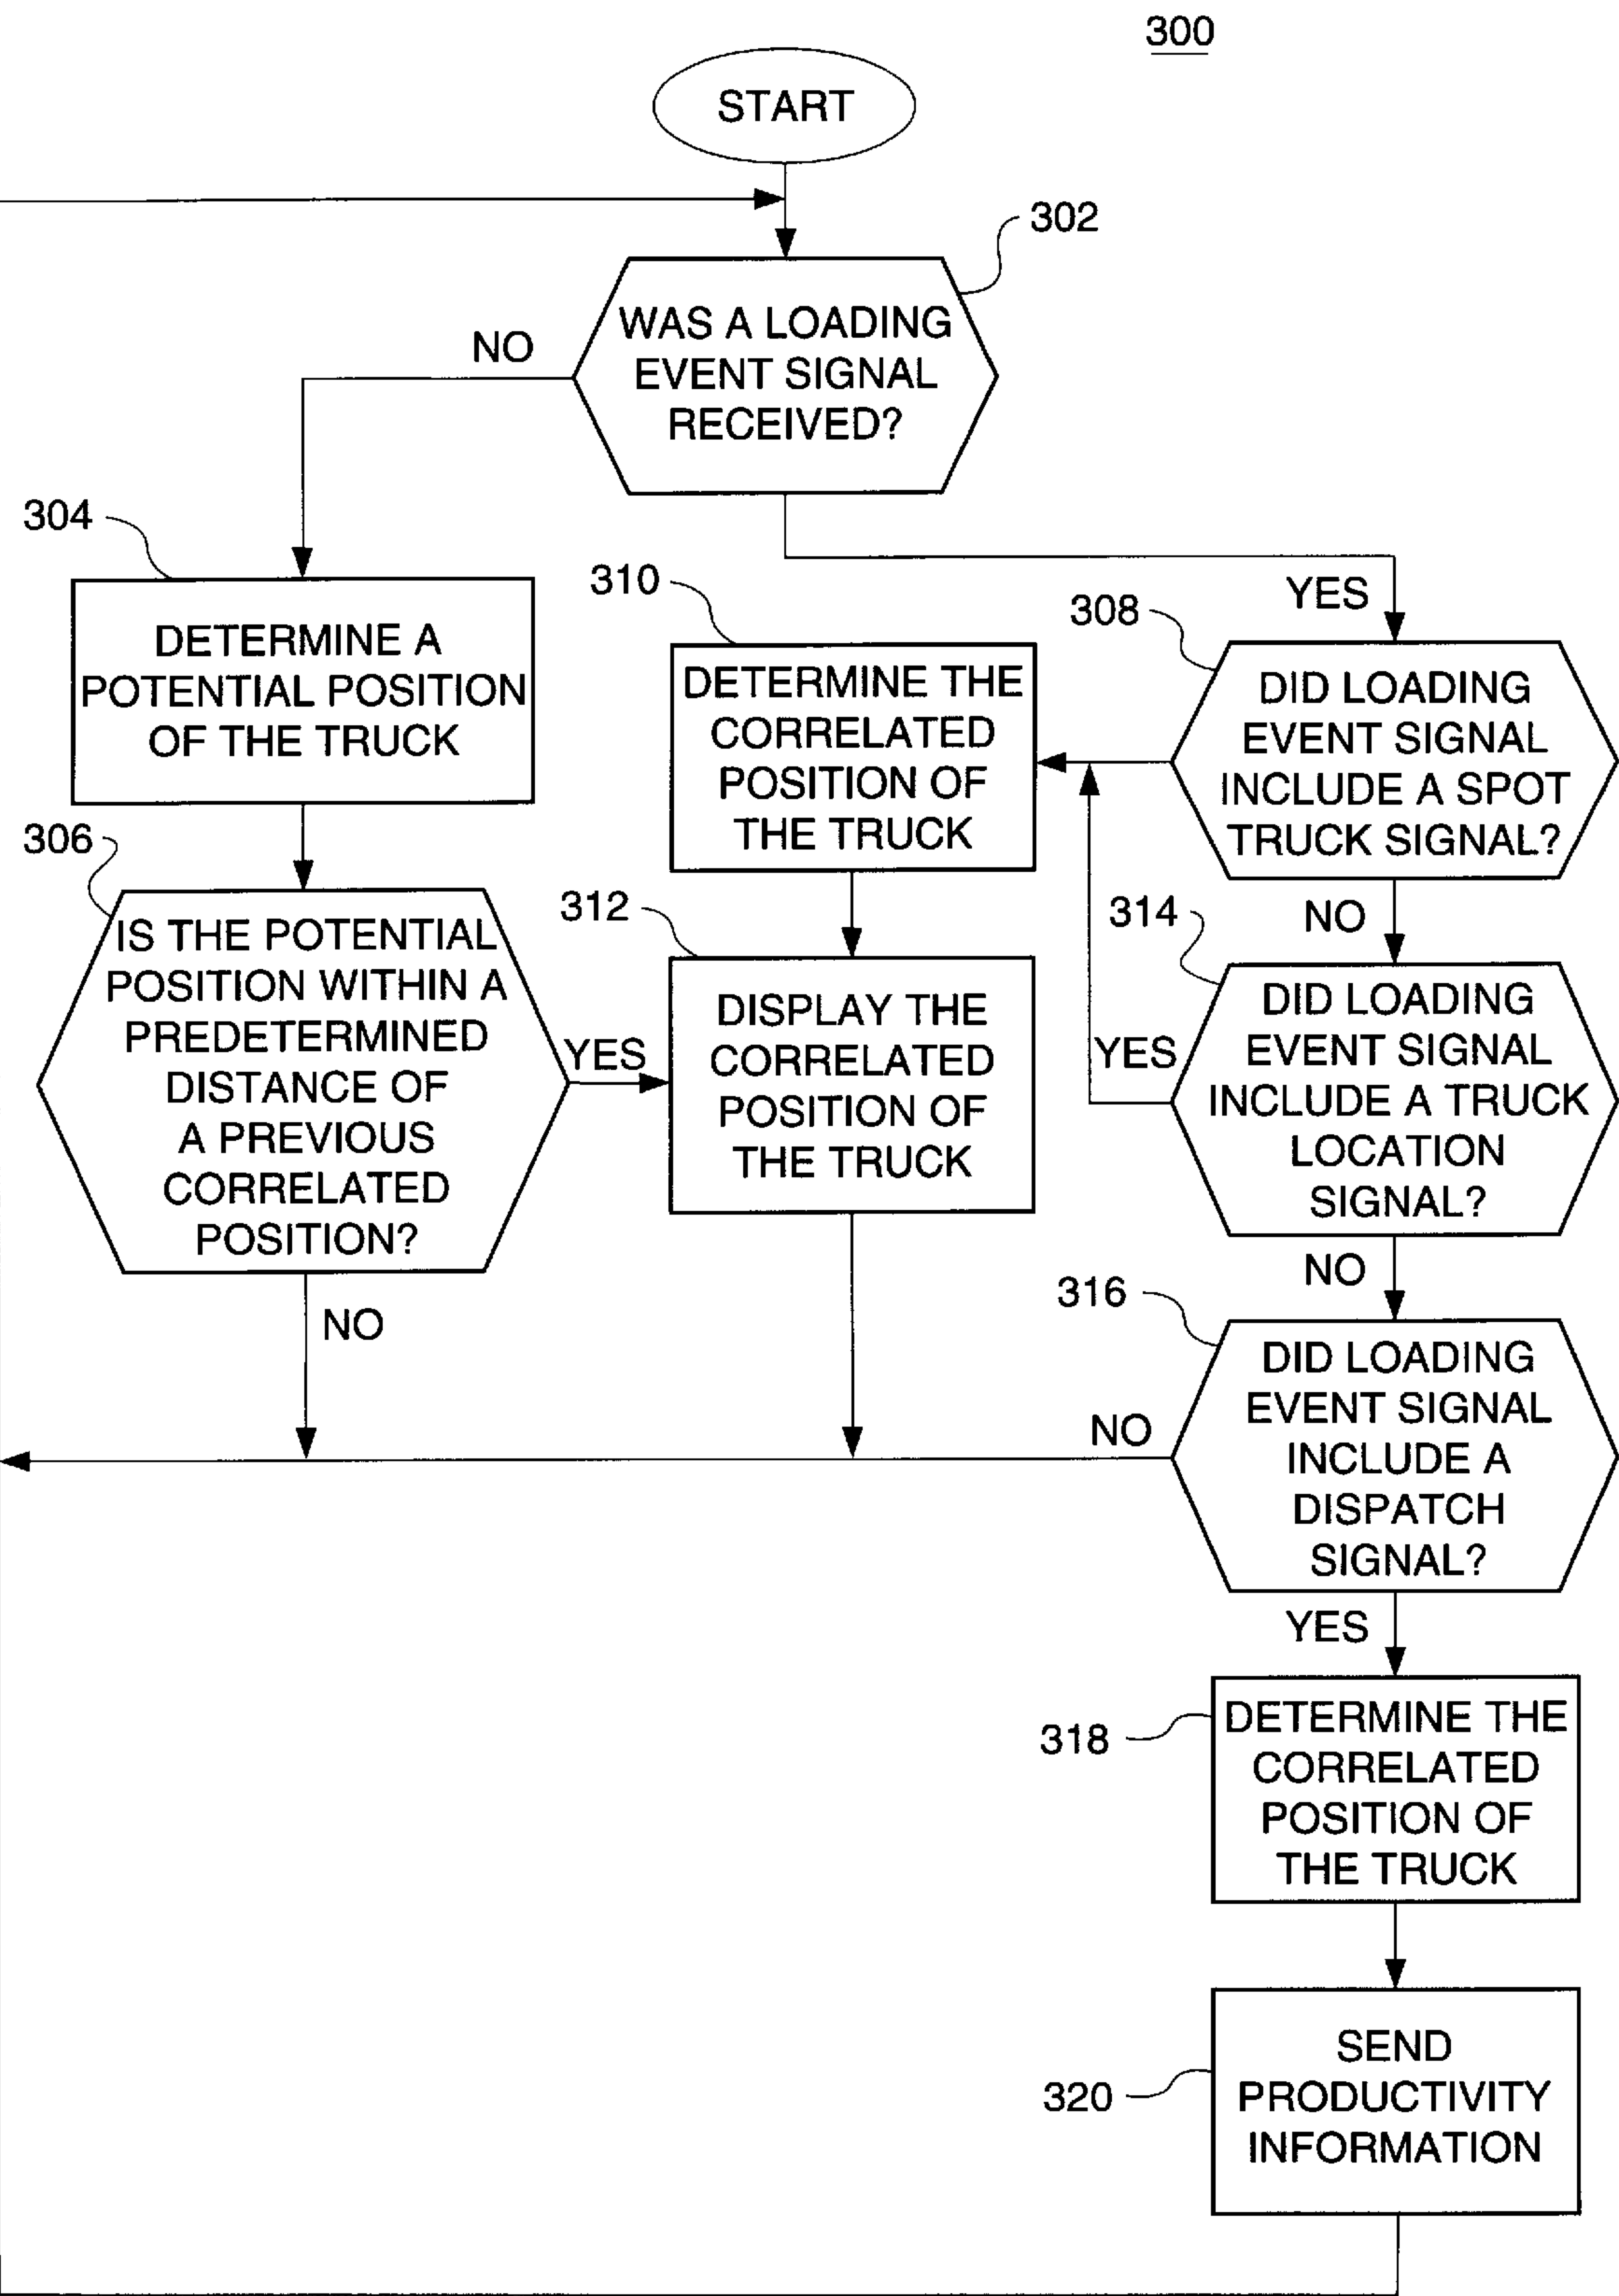 300
START
302
WAS A LOADING
EVENT SIGNAL
RECEIVED?
NO
YES
304
DETERMINE A
POTENTIAL POSITION
OF THE TRUCK
306
IS THE POTENTIAL
POSITION WITHIN A
PREDETERMINED
DISTANCE OF
A PREVIOUS
CORRELATED
POSITION?
YES
NO
310
DETERMINE THE
CORRELATED
POSITION OF
THE TRUCK
312
DISPLAY THE
CORRELATED
POSITION OF
THE TRUCK
308
DID LOADING
EVENT SIGNAL
INCLUDE A SPOT
TRUCK SIGNAL?
NO
314
DID LOADING
EVENT SIGNAL
INCLUDE A TRUCK
LOCATION
SIGNAL?
YES
NO
316
DID LOADING
EVENT SIGNAL
INCLUDE A
DISPATCH
SIGNAL?
NO
YES
318
DETERMINE THE
CORRELATED
POSITION OF
THE TRUCK
320
SEND
PRODUCTIVITY
INFORMATION